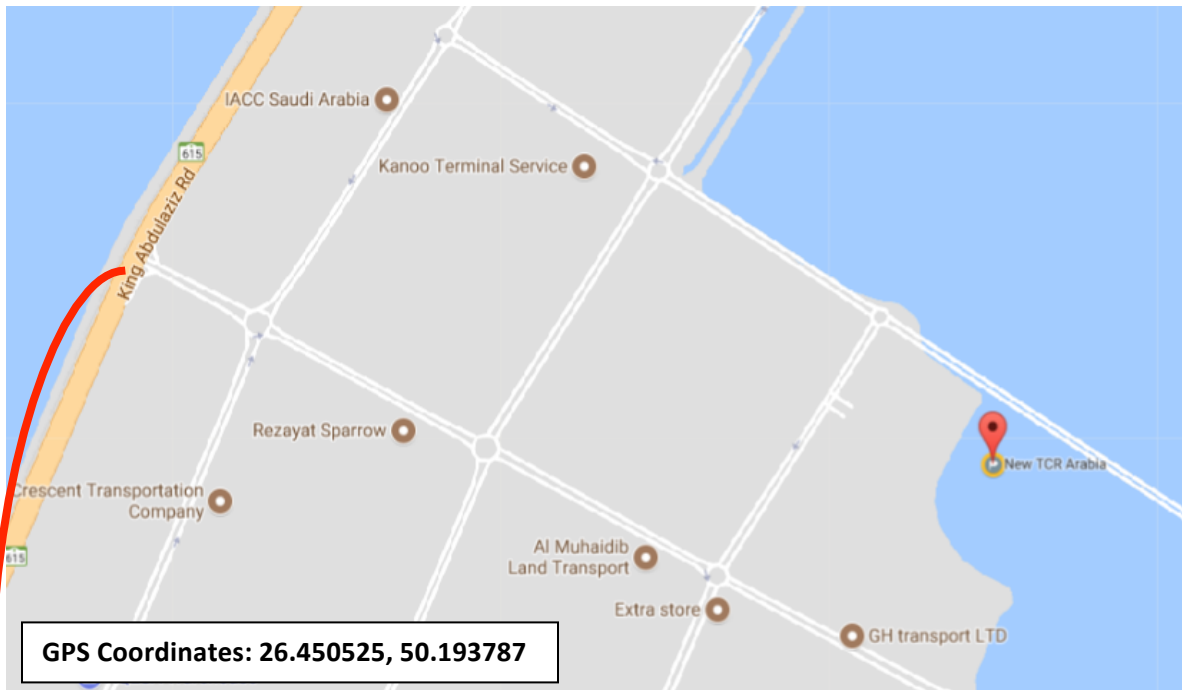 IACC Saudi Arabia
615
Kanoo Terminal Service
King Abdulaziz Rd
Rezayat Sparrow
New TCR Arabia
Crescent Transportation
Company
615
Al Muhaidib
Land Transport
Extra store
GH transport LTD
GPS Coordinates: 26.450525, 50.193787